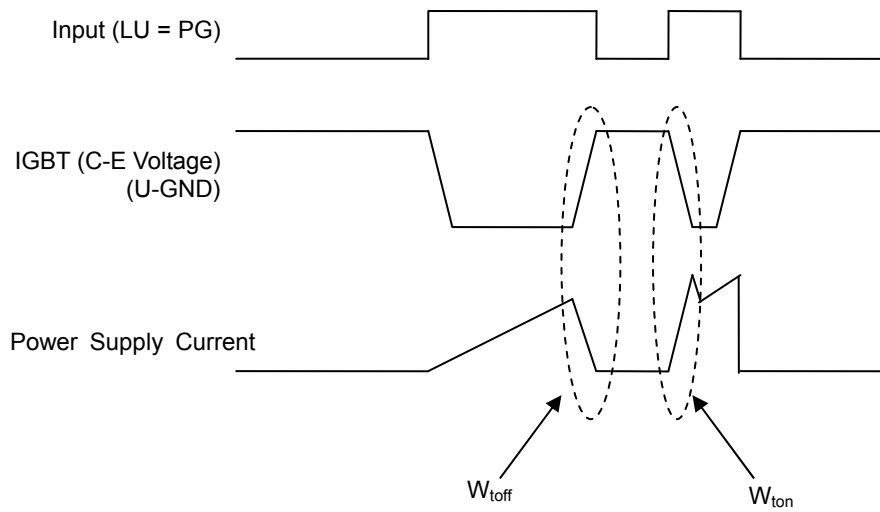 Input (LU = PG)
IGBT (C-E Voltage)
(U-GND)
Power Supply Current
Wtoff
Wton